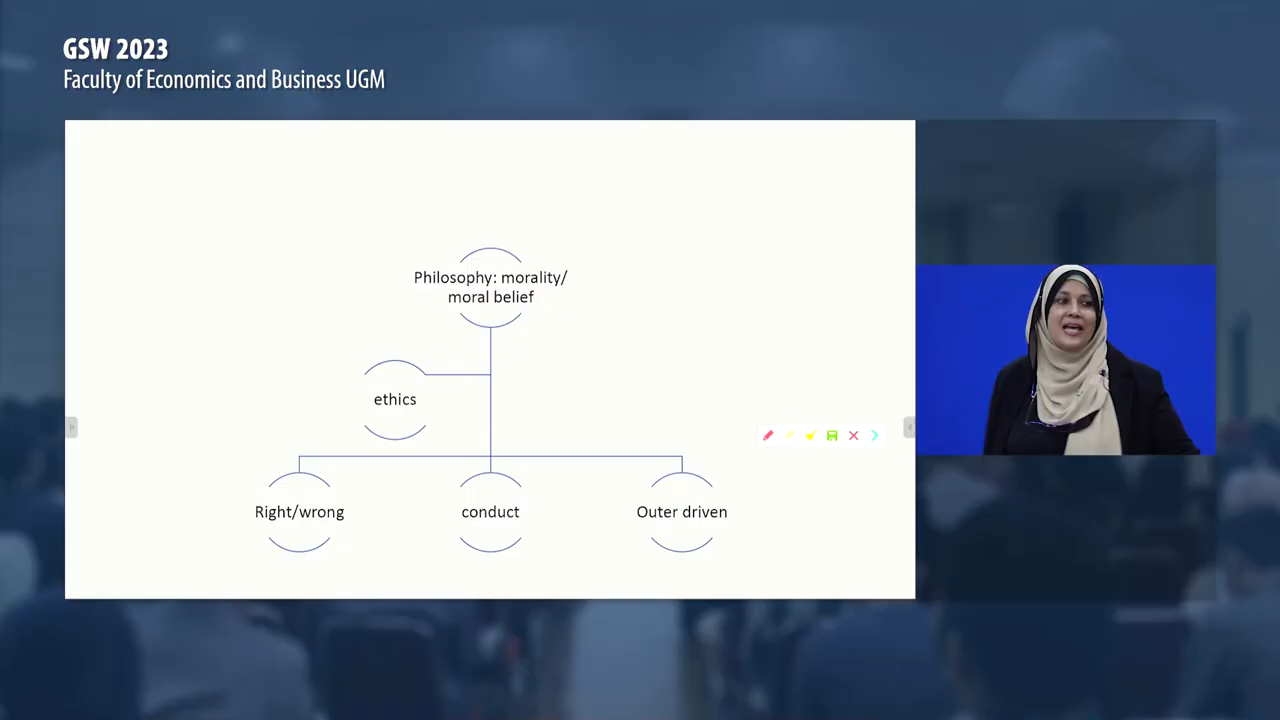 GSW 2023
Faculty of Economics and Business UGM
Philosophy: morality/
moral belief
ethics
Right/wrong
conduct
Outer driven